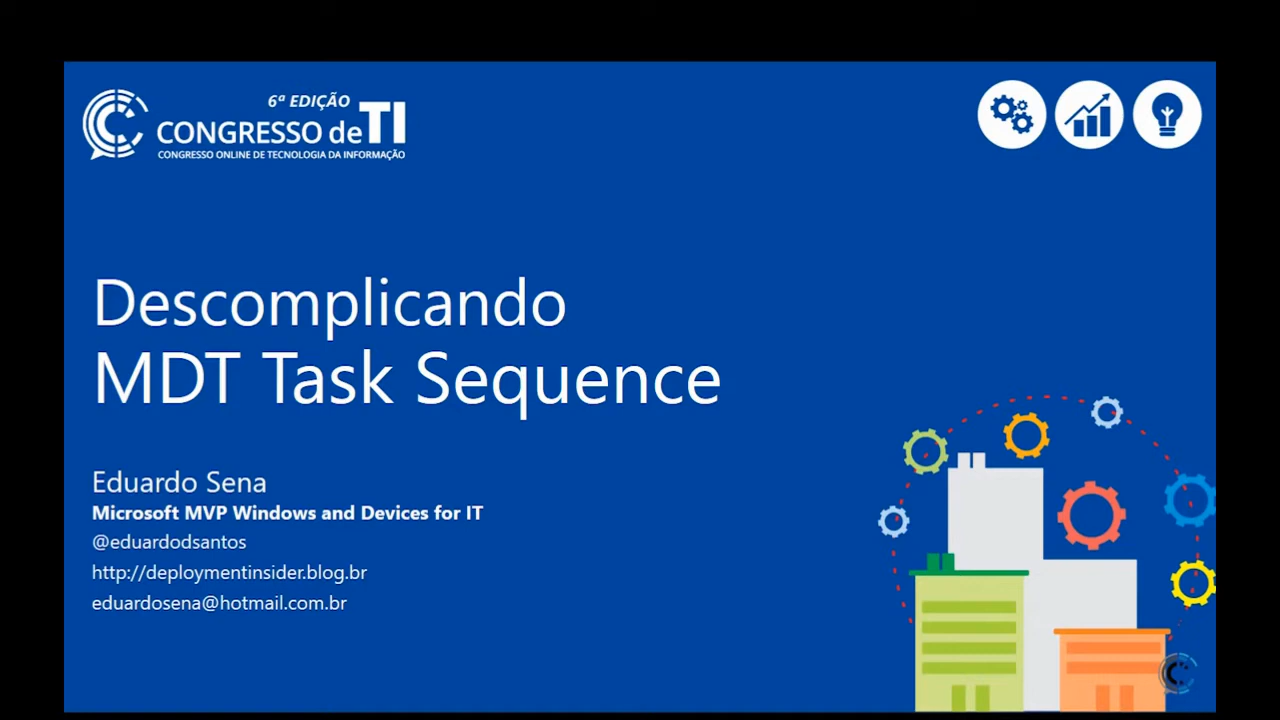 6ª EDIÇÃO
CONGRESSO de TI
CONGRESSO ONLINE DE TECNOLOGIA DA INFORMAÇÃO
Descomplicando
MDT Task Sequence
Eduardo Sena
Microsoft MVP Windows and Devices for IT
@eduardodsantos
http://deploymentinsider.blog.br
eduardosena@hotmail.com.br